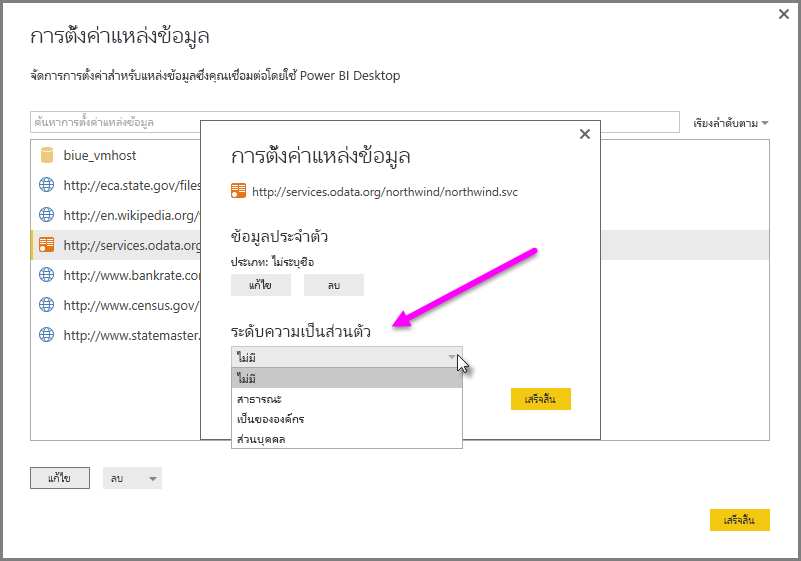 การตั้งค่าแหล่งข้อมูล
จัดการการตั้งค่าสำหรับแหล่งข้อมูลซึ่งคุณเชื่อมต่อโดยใช้ Power BI Desktop
ค้นหาการตั้งค่าแหล่งข้อมูล
เรียงลำดับตาม
biue_vmhost
http://eca.state.gov/files
http://en.wikipedia.org/
http://services.odata.org
http://www.bankrate.co
http://www.census.gov/
http://www.statemaster.
การตั้งค่าแหล่งข้อมูล
http://services.odata.org/northwind/northwind.svc
ข้อมูลประจำตัว
ประเภท: ไม่ระบุชื่อ
แก้ไข ลบ
ระดับความเป็นส่วนตัว
ไม่มี
ไม่มี
สาธารณะ
เป็นขององค์กร
ส่วนบุคคล
เสร็จสิ้น
แก้ไข ลบ
เสร็จสิ้น